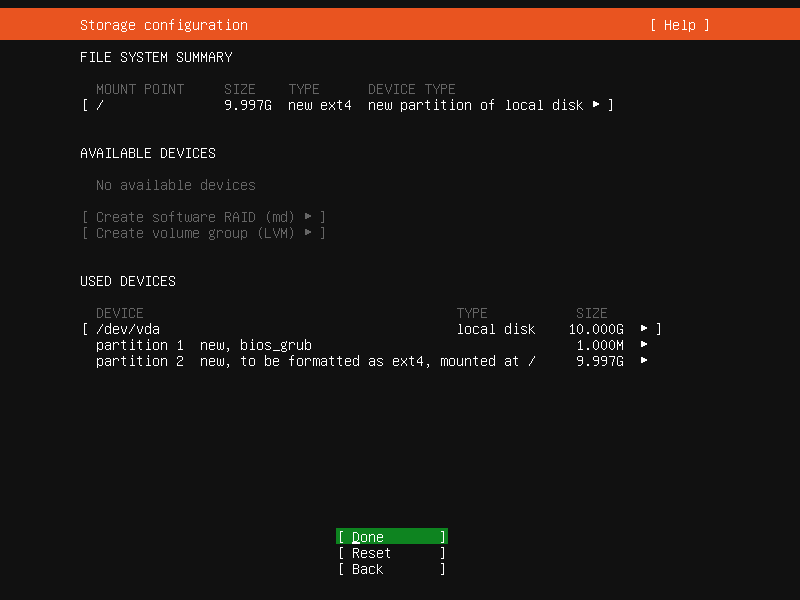 Storage configuration [ Help ]
FILE SYSTEM SUMMARY
MOUNT POINT SIZE TYPE DEVICE TYPE
[ / 9.997G new ext4 new partition of local disk ▸ ]
AVAILABLE DEVICES
No available devices
[ Create software RAID (md) ▸ ]
[ Create volume group (LVM) ▸ ]
USED DEVICES
DEVICE TYPE SIZE
[ /dev/vda local disk 10.000G ▸ ]
partition 1 new, bios_grub 1.000M ▸
partition 2 new, to be formatted as ext4, mounted at / 9.997G ▸
[ Done ]
[ Reset ]
[ Back ]